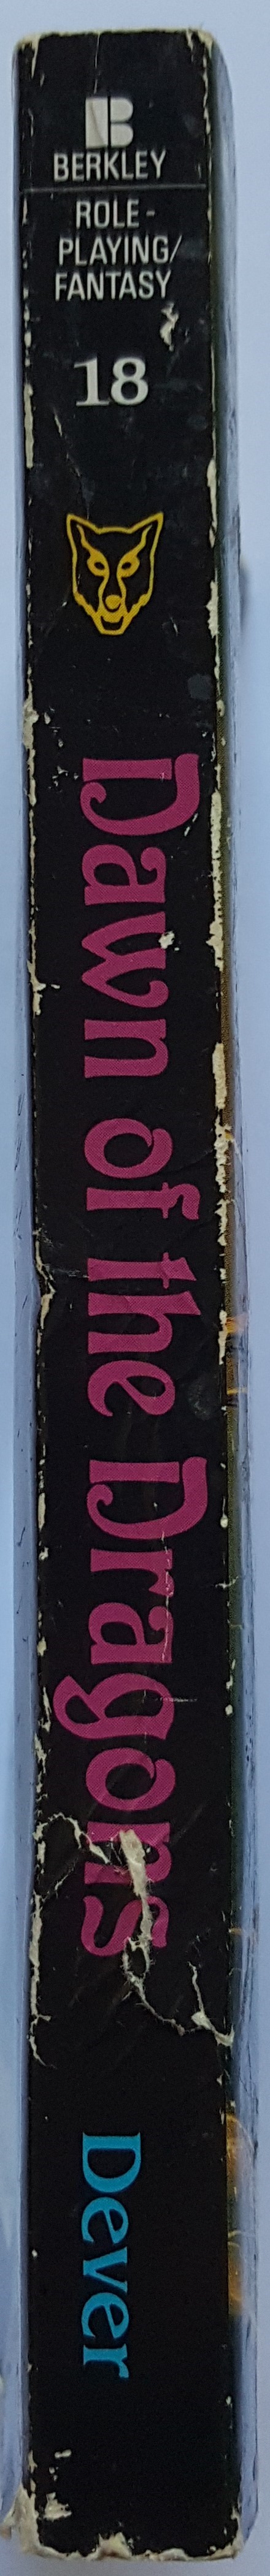 B
BERKLEY
ROLE-
PLAYING/
FANTASY
18
Dawn of the Dragons
Dever